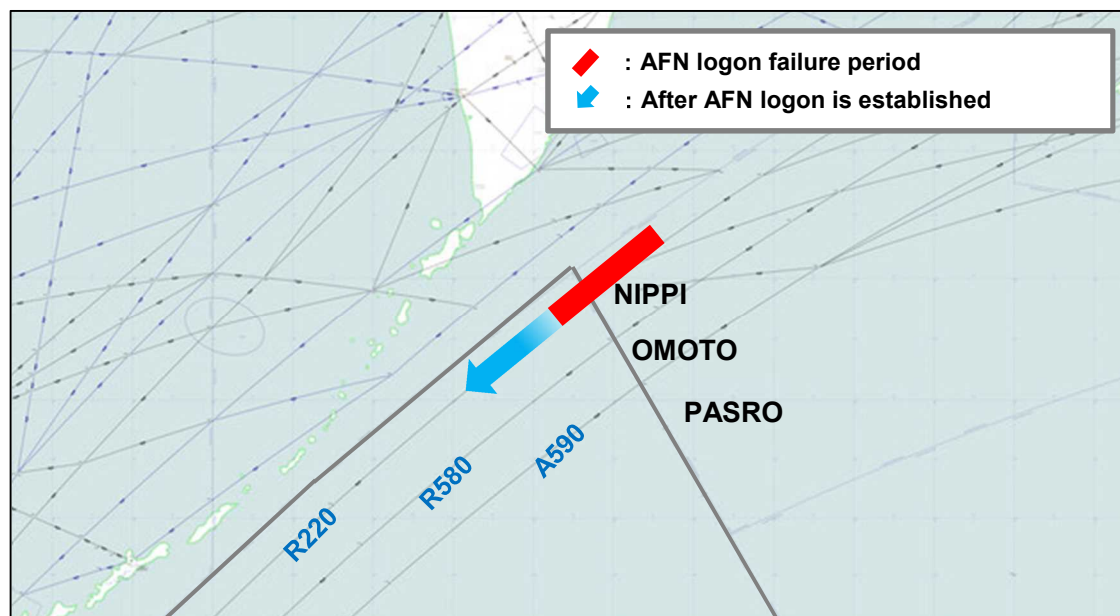 : AFN logon failure period
: After AFN logon is established
NIPPI
OMOTO
PASRO
A590
R580
R220